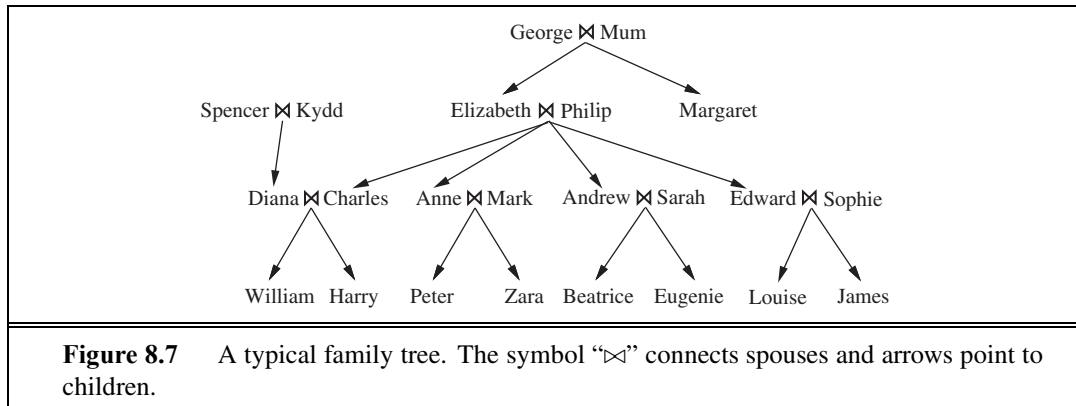 George ⋈ Mum
Spencer ⋈ Kydd Elizabeth ⋈ Philip Margaret
Diana ⋈ Charles Anne ⋈ Mark Andrew ⋈ Sarah Edward ⋈ Sophie
William Harry Peter Zara Beatrice Eugenie Louise James
Figure 8.7 A typical family tree. The symbol “⋈” connects spouses and arrows point to
children.